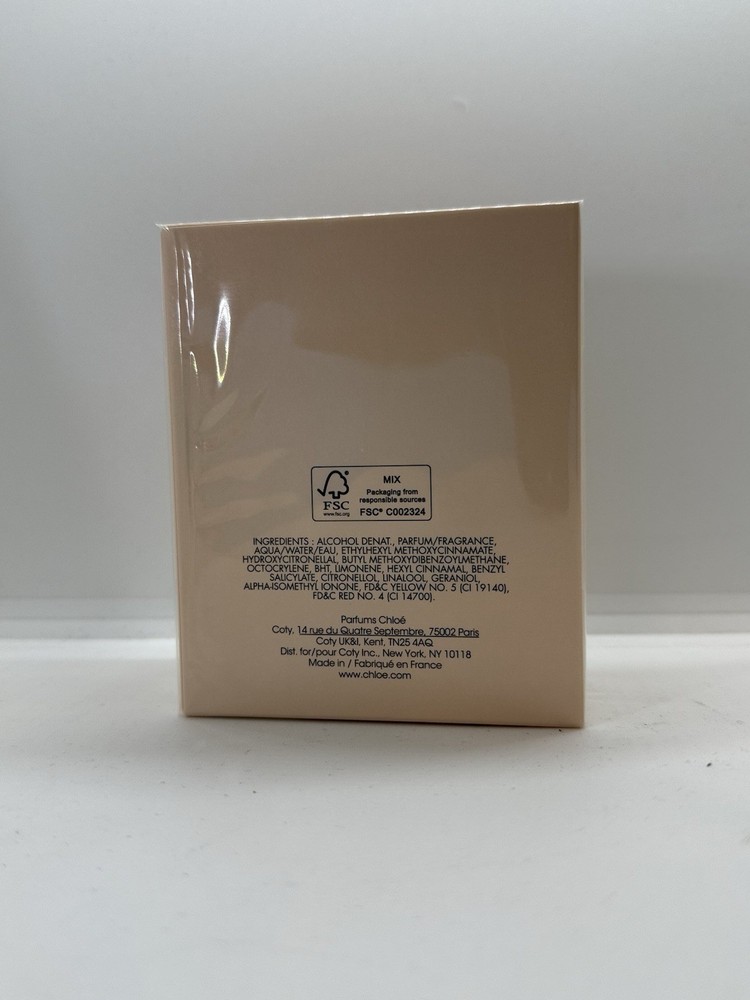 FSC®
www.fsc.org
MIX
Packaging from
responsible sources
FSC® C002324
INGREDIENTS : ALCOHOL DENAT., PARFUM/FRAGRANCE,
AQUA/WATER/EAU, ETHYLHEXYL METHOXYCINNAMATE,
HYDROXYCITRONELLAL, BUTYL METHOXYDIBENZOYLMETHANE,
OCTOCRYLENE, BHT, LIMONENE, HEXYL CINNAMAL, BENZYL
SALICYLATE, CITRONELLOL, LINALOOL, GERANIOL,
ALPHA-ISOMETHYL IONONE, FD&C YELLOW NO. 5 (CI 19140),
FD&C RED NO. 4 (CI 14700).
Parfums Chloé
Coty. 14 rue du Quatre Septembre, 75002 Paris
Coty UK&I, Kent, TN25 4AQ
Dist. for/pour Coty Inc., New York, NY 10118
Made in / Fabriqué en France
www.chloe.com